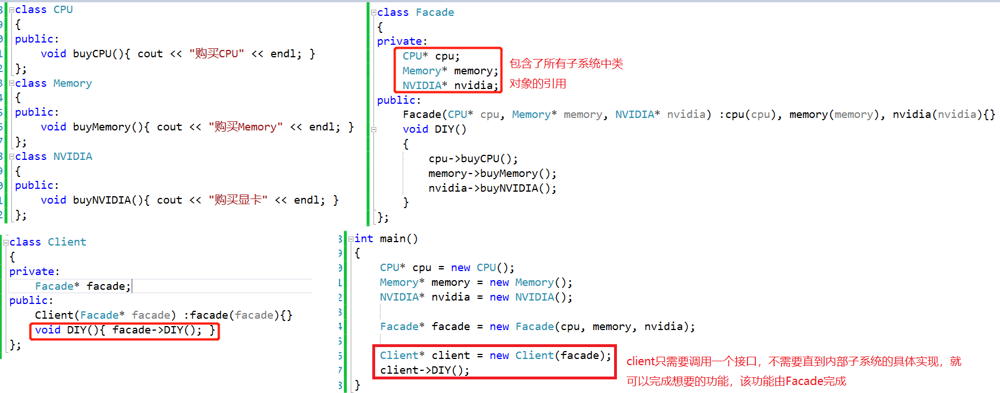 class CPU
{
public:
void buyCPU(){ cout << "购买CPU" << endl; }
};
class Memory
{
public:
void buyMemory(){ cout << "购买Memory" << endl; }
};
class NVIDIA
{
public:
void buyNVIDIA(){ cout << "购买显卡" << endl; }
};
class Facade
{
private:
CPU* cpu;
Memory* memory;
NVIDIA* nvidia;
包含了所有子系统中类
对象的引用
public:
Facade(CPU* cpu, Memory* memory, NVIDIA* nvidia) :cpu(cpu), memory(memory), nvidia(nvidia){}
void DIY()
{
cpu->buyCPU();
memory->buyMemory();
nvidia->buyNVIDIA();
}
};
class Client
{
private:
Facade* facade;
public:
Client(Facade* facade) :facade(facade){}
void DIY(){ facade->DIY(); }
};
int main()
{
CPU* cpu = new CPU();
Memory* memory = new Memory();
NVIDIA* nvidia = new NVIDIA();
Facade* facade = new Facade(cpu, memory, nvidia);
Client* client = new Client(facade);
client->DIY();
}
client只需要调用一个接口，不需要直到内部子系统的具体实现，就
可以完成想要的功能，该功能由Facade完成